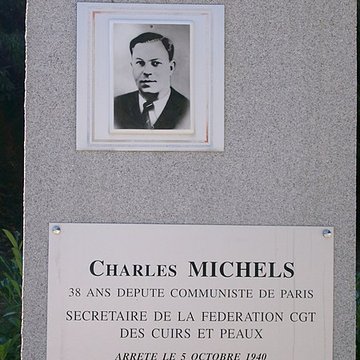 CHARLES MICHELS
38 ANS DEPUTE COMMUNISTE DE PARIS
SECRETAIRE DE LA FEDERATION CGT
DES CUIRS ET PEAUX
ARRETE LE 5 OCTOBRE 1940